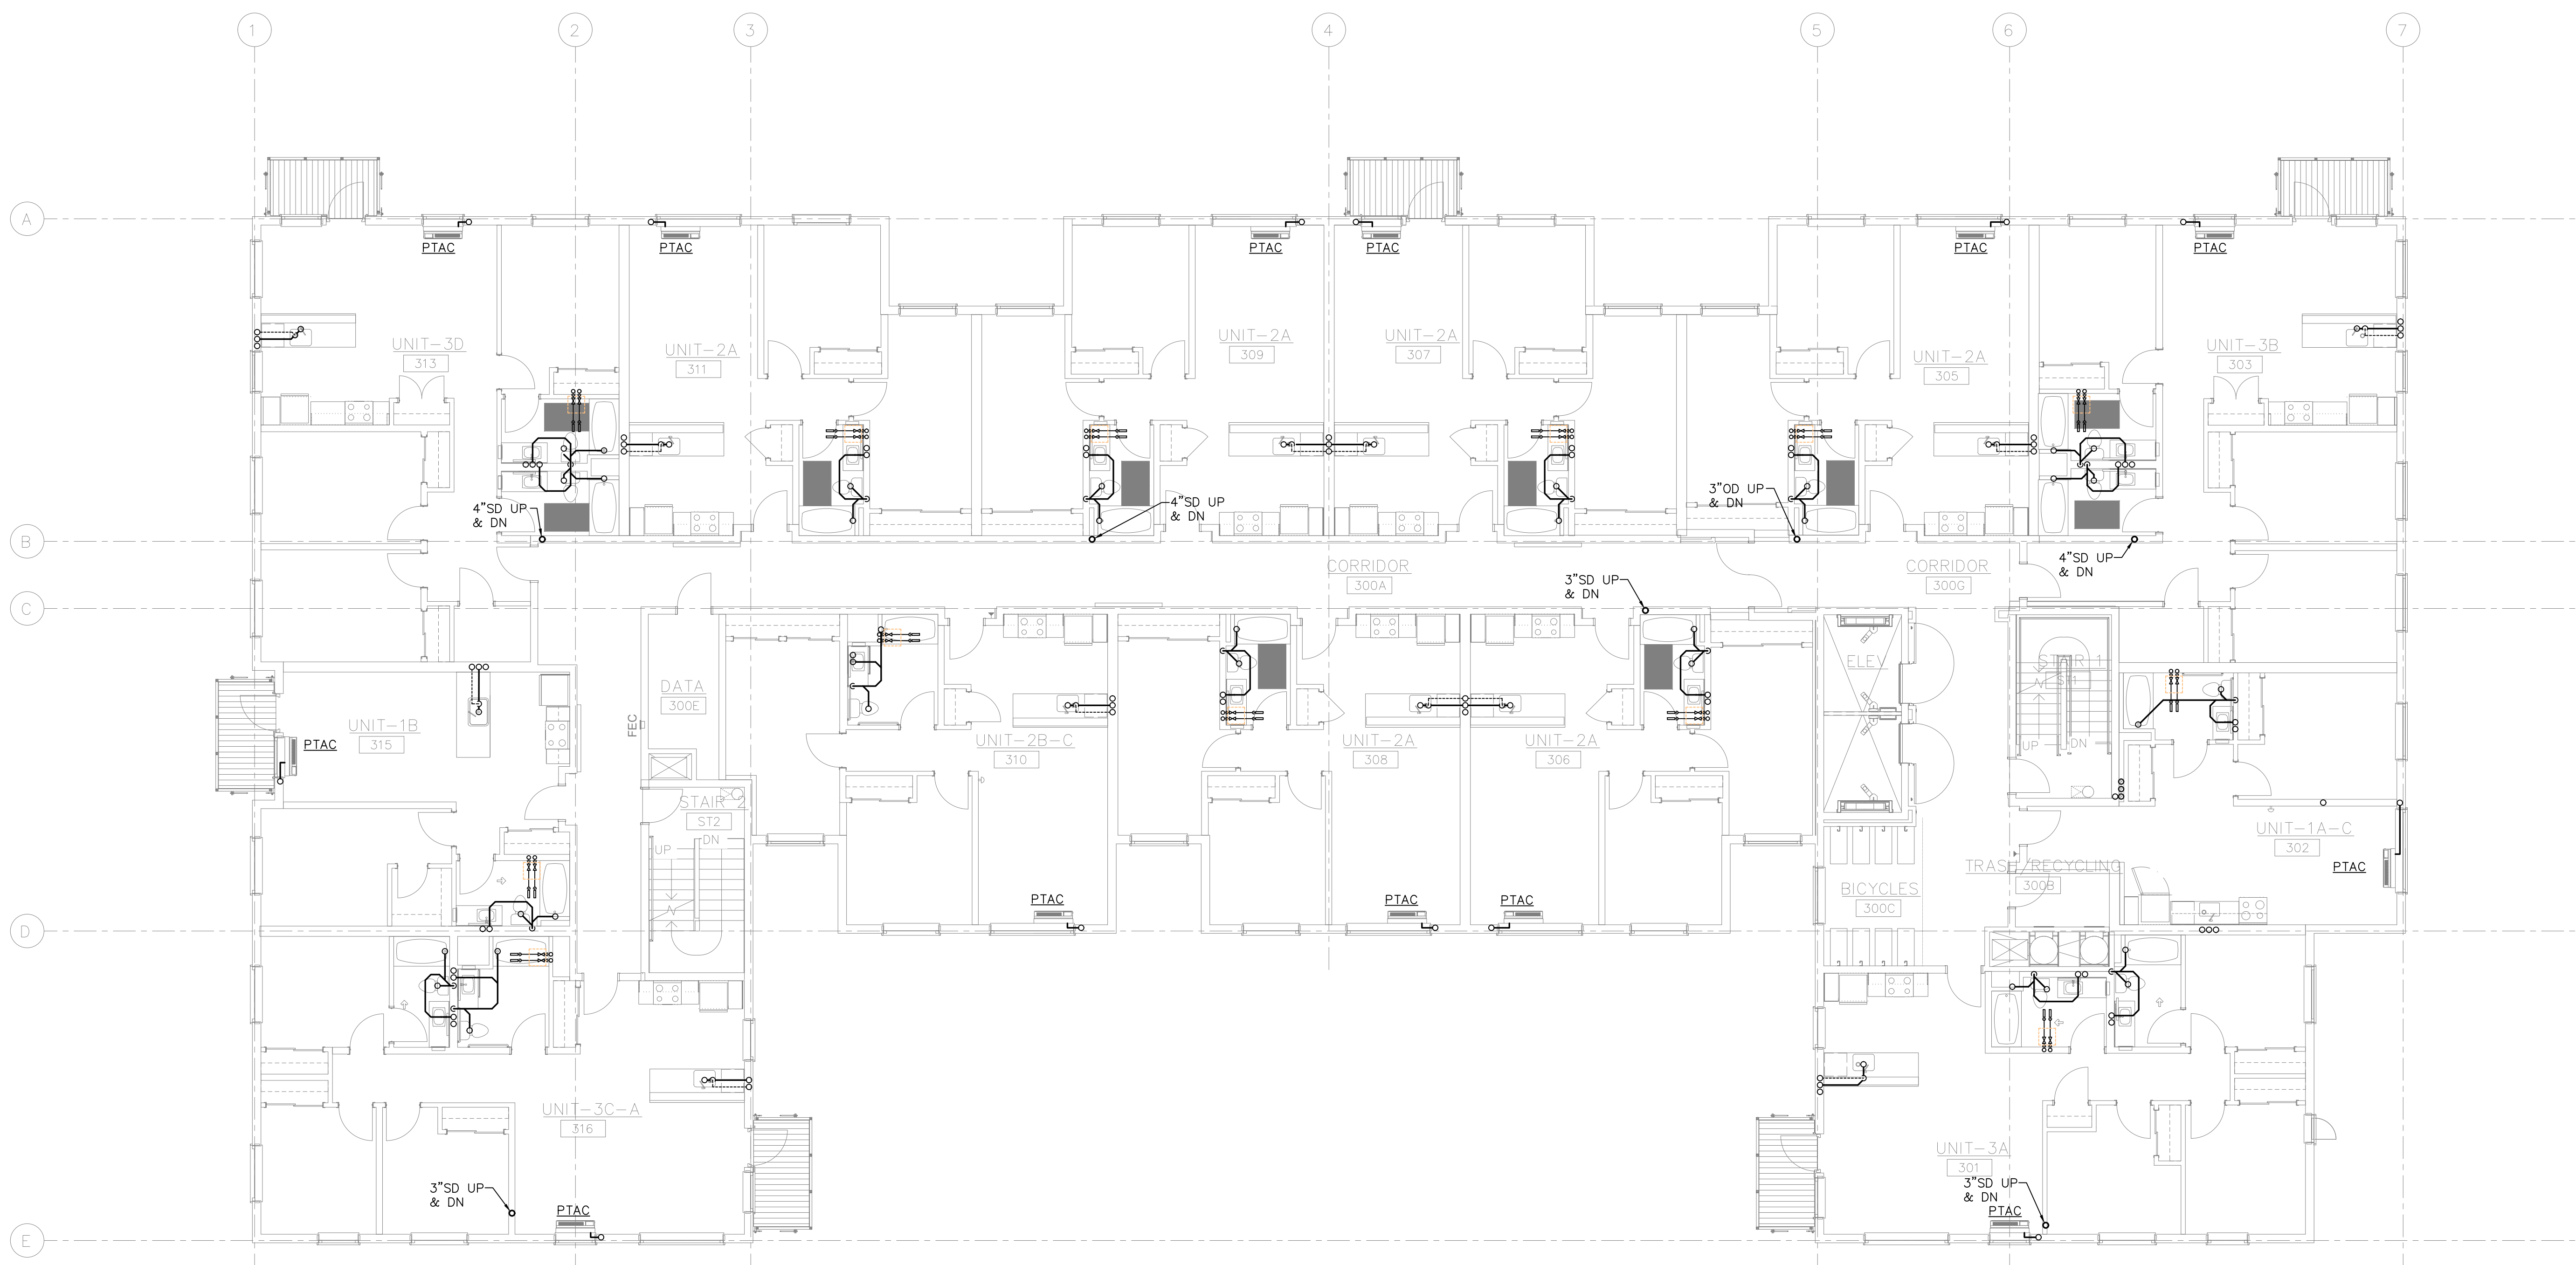 1
2
3
4
5
6
7
A
PTAC
PTAC
PTAC
PTAC
PTAC
PTAC
UNIT-3D
313
UNIT-2A
311
UNIT-2A
309
UNIT-2A
307
UNIT-2A
305
UNIT-3B
303
4"SD UP
& DN
4"SD UP
& DN
3"OD UP
& DN
4"SD UP
& DN
B
CORRIDOR
300A
CORRIDOR
300G
3"SD UP
& DN
C
DATA
300E
FEC
ELEV
STAIR 1
ST1
UP
DN
UNIT-1B
315
PTAC
UNIT-2B-C
310
UNIT-2A
308
UNIT-2A
306
STAIR 2
ST2
UP
DN
UNIT-1A-C
302
PTAC
TRASH/RECYCLING
300B
BICYCLES
300C
PTAC
PTAC
PTAC
D
UNIT-3C-A
316
UNIT-3A
301
3"SD UP
& DN
3"SD UP
& DN
PTAC
PTAC
E